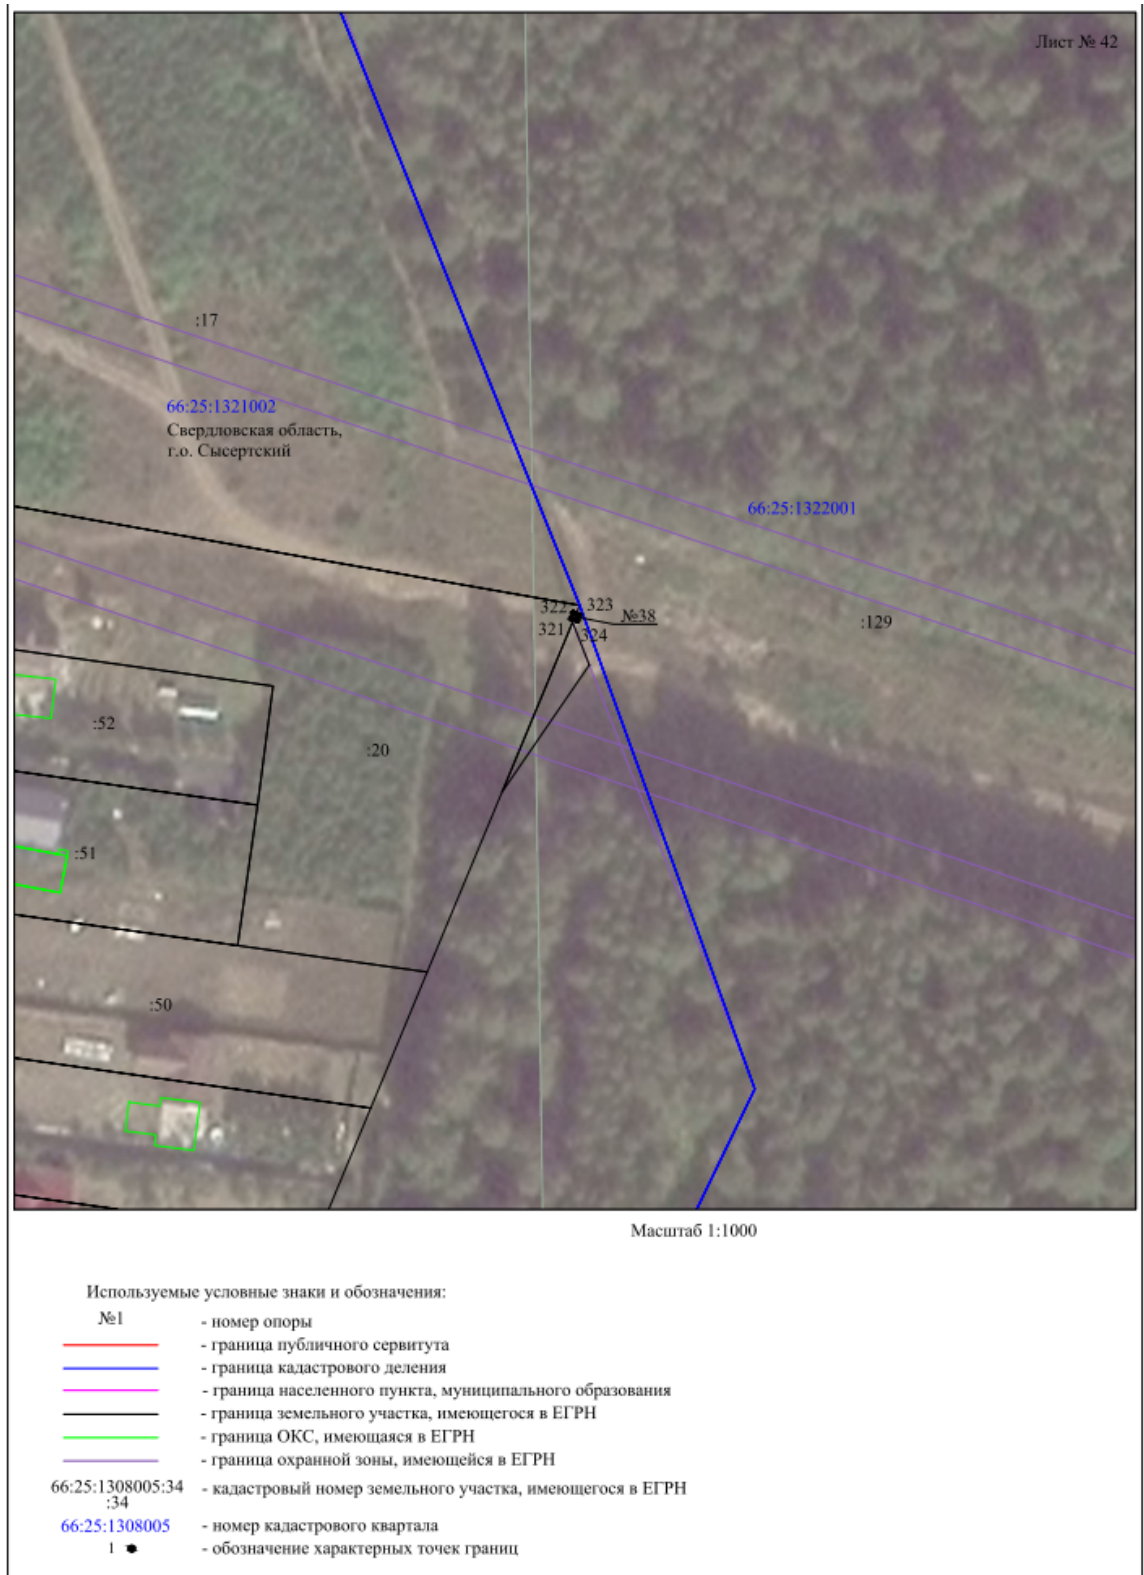 Лист № 42
:17
66:25:1321002
Свердловская область,
г.о. Сысертский
66:25:1322001
322 323
№38
321 324
:129
:52
:20
:51
:50
Масштаб 1:1000
Используемые условные знаки и обозначения:
№1 - номер опоры
- граница публичного сервитута
- граница кадастрового деления
- граница населенного пункта, муниципального образования
- граница земельного участка, имеющегося в ЕГРН
- граница ОКС, имеющаяся в ЕГРН
- граница охранной зоны, имеющейся в ЕГРН
66:25:1308005:34 - кадастровый номер земельного участка, имеющегося в ЕГРН
:34
66:25:1308005 - номер кадастрового квартала
1 - обозначение характерных точек границ